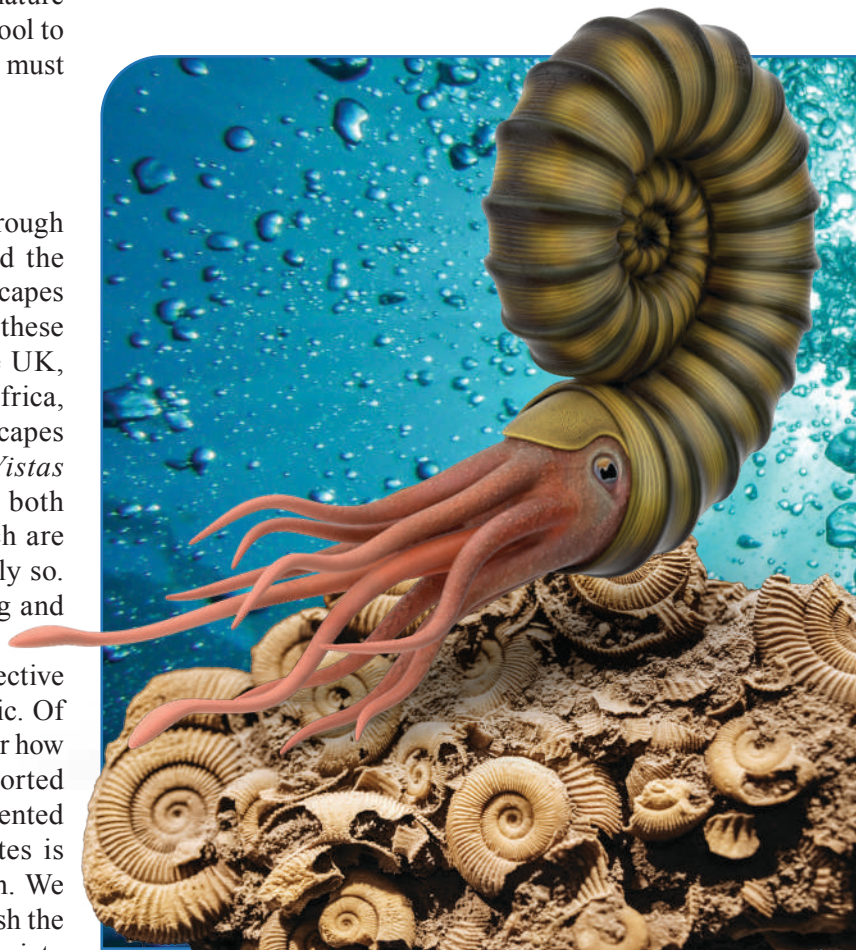 ature
ool to
must
rough
d the
capes
these
UK,
frica,
capes
Vistas
both
h are
ly so.
g and
ective
ic. Of
r how
orted
ented
tes is
n. We
sh the